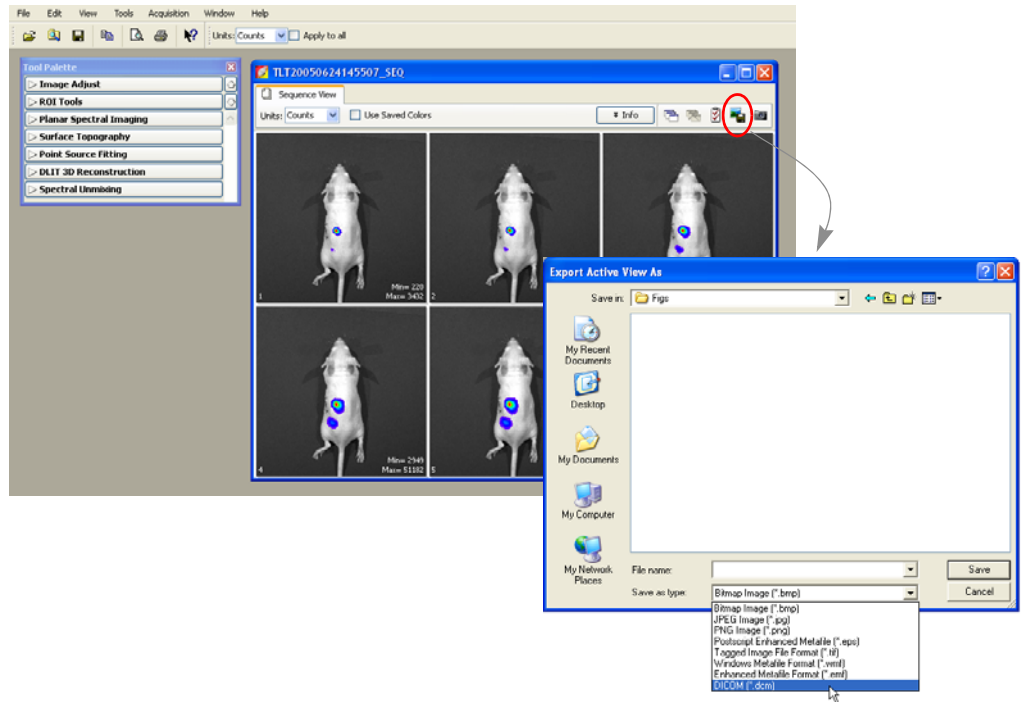 File Edit View Tools Acquisition Window Help
Units: Counts Apply to all
Tool Palette
Image Adjust
ROI Tools
Planar Spectral Imaging
Surface Topography
Point Source Fitting
DLIT 3D Reconstruction
Spectral Unmixing
TLT20050624145507_SEQ
Sequence View
Units: Counts Use Saved Colors Info
Min= 220
1 Max= 3432 2
Min= 2949
4 Max= 51182 5
Export Active View As
Save in: Figs
My Recent
Documents
Desktop
My Documents
My Computer
My Network
Places
File name: Save
Save as type: Bitmap Image (*.bmp) Cancel
Bitmap Image (*.bmp)
JPEG Image (*.jpg)
PNG Image (*.png)
Postscript Enhanced Metafile (*.eps)
Tagged Image File Format (*.tif)
Windows Metafile Format (*.wmf)
Enhanced Metafile Format (*.emf)
DICOM (*.dcm)